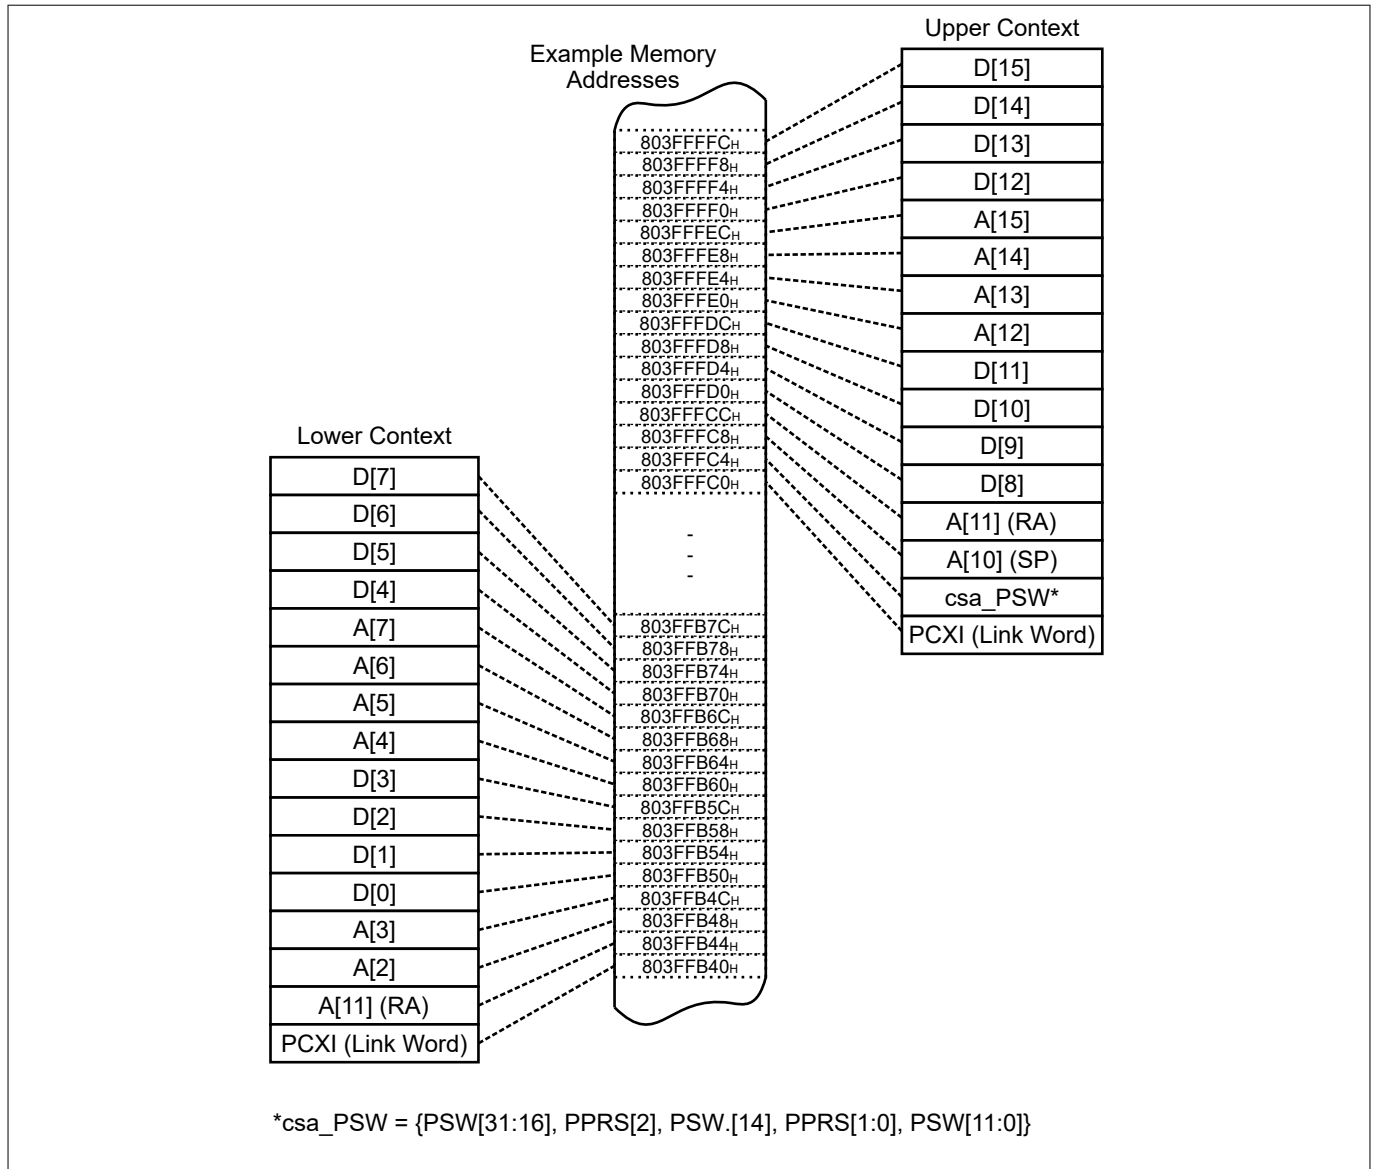 Upper Context
Example Memory
Addresses
D[15]
D[14]
D[13]
D[12]
A[15]
A[14]
A[13]
A[12]
D[11]
D[10]
D[9]
D[8]
A[11] (RA)
A[10] (SP)
csa_PSW*
PCXI (Link Word)
803FFFFCH
803FFFF8H
803FFFF4H
803FFFF0H
803FFFECH
803FFFE8H
803FFFE4H
803FFFE0H
803FFFDCH
803FFFD8H
803FFFD4H
803FFFD0H
803FFFCCH
803FFFC8H
803FFFC4H
803FFFC0H
-
-
-
803FFB7CH
803FFB78H
803FFB74H
803FFB70H
803FFB6CH
803FFB68H
803FFB64H
803FFB60H
803FFB5CH
803FFB58H
803FFB54H
803FFB50H
803FFB4CH
803FFB48H
803FFB44H
803FFB40H
Lower Context
D[7]
D[6]
D[5]
D[4]
A[7]
A[6]
A[5]
A[4]
D[3]
D[2]
D[1]
D[0]
A[3]
A[2]
A[11] (RA)
PCXI (Link Word)
*csa_PSW = {PSW[31:16], PPRS[2], PSW.[14], PPRS[1:0], PSW[11:0]}